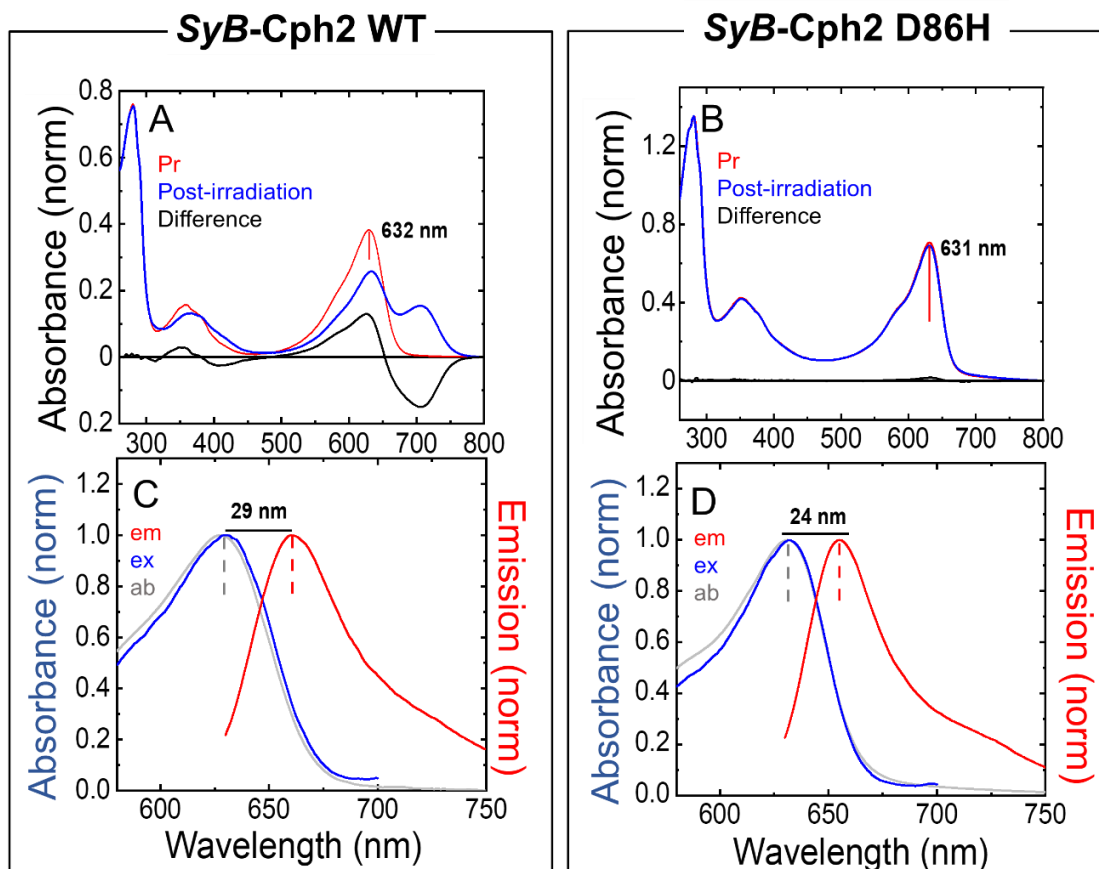 SyB-Cph2 WT
A
Pr
Post-irradiation
Difference
632 nm
Absorbance (norm)
0.8
0.6
0.4
0.2
0
0.2
300 400 500 600 700 800
C
29 nm
em
ex
ab
Absorbance (norm)
Emission (norm)
1.2
1.0
0.8
0.6
0.4
0.2
0.0
600 650 700 750
Wavelength (nm)
SyB-Cph2 D86H
B
Pr
Post-irradiation
Difference
631 nm
Absorbance (norm)
1.2
0.8
0.4
0
300 400 500 600 700 800
D
24 nm
em
ex
ab
Absorbance (norm)
Emission (norm)
1.2
1.0
0.8
0.6
0.4
0.2
0.0
600 650 700 750
Wavelength (nm)